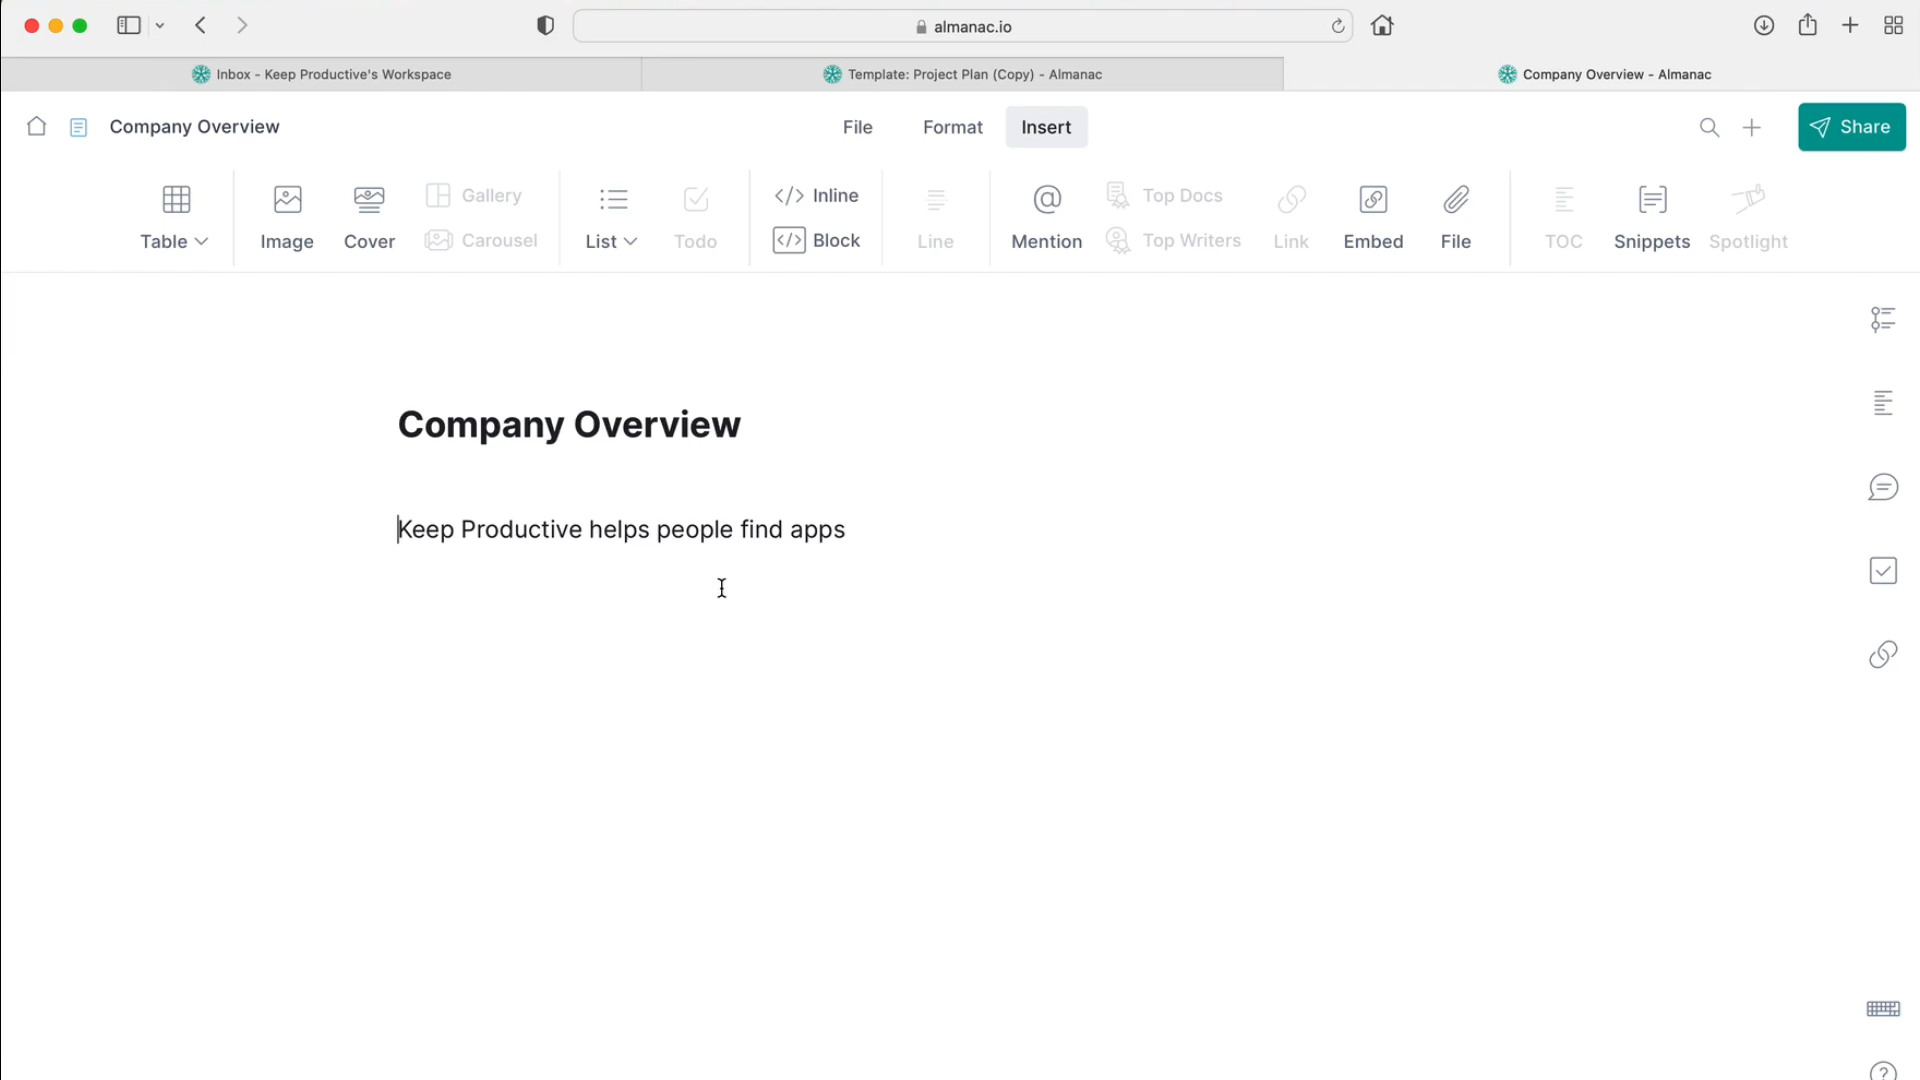 almanac.io
Inbox - Keep Productive's Workspace
Template: Project Plan (Copy) - Almanac
Company Overview - Almanac
Company Overview
File
Format
Insert
Share
Table
Image
Cover
Gallery
Carousel
List
Todo
</> Inline
</> Block
Line
@
Mention
Top Docs
Top Writers
Link
Embed
File
TOC
Snippets
Spotlight
Company Overview
Keep Productive helps people find apps
?